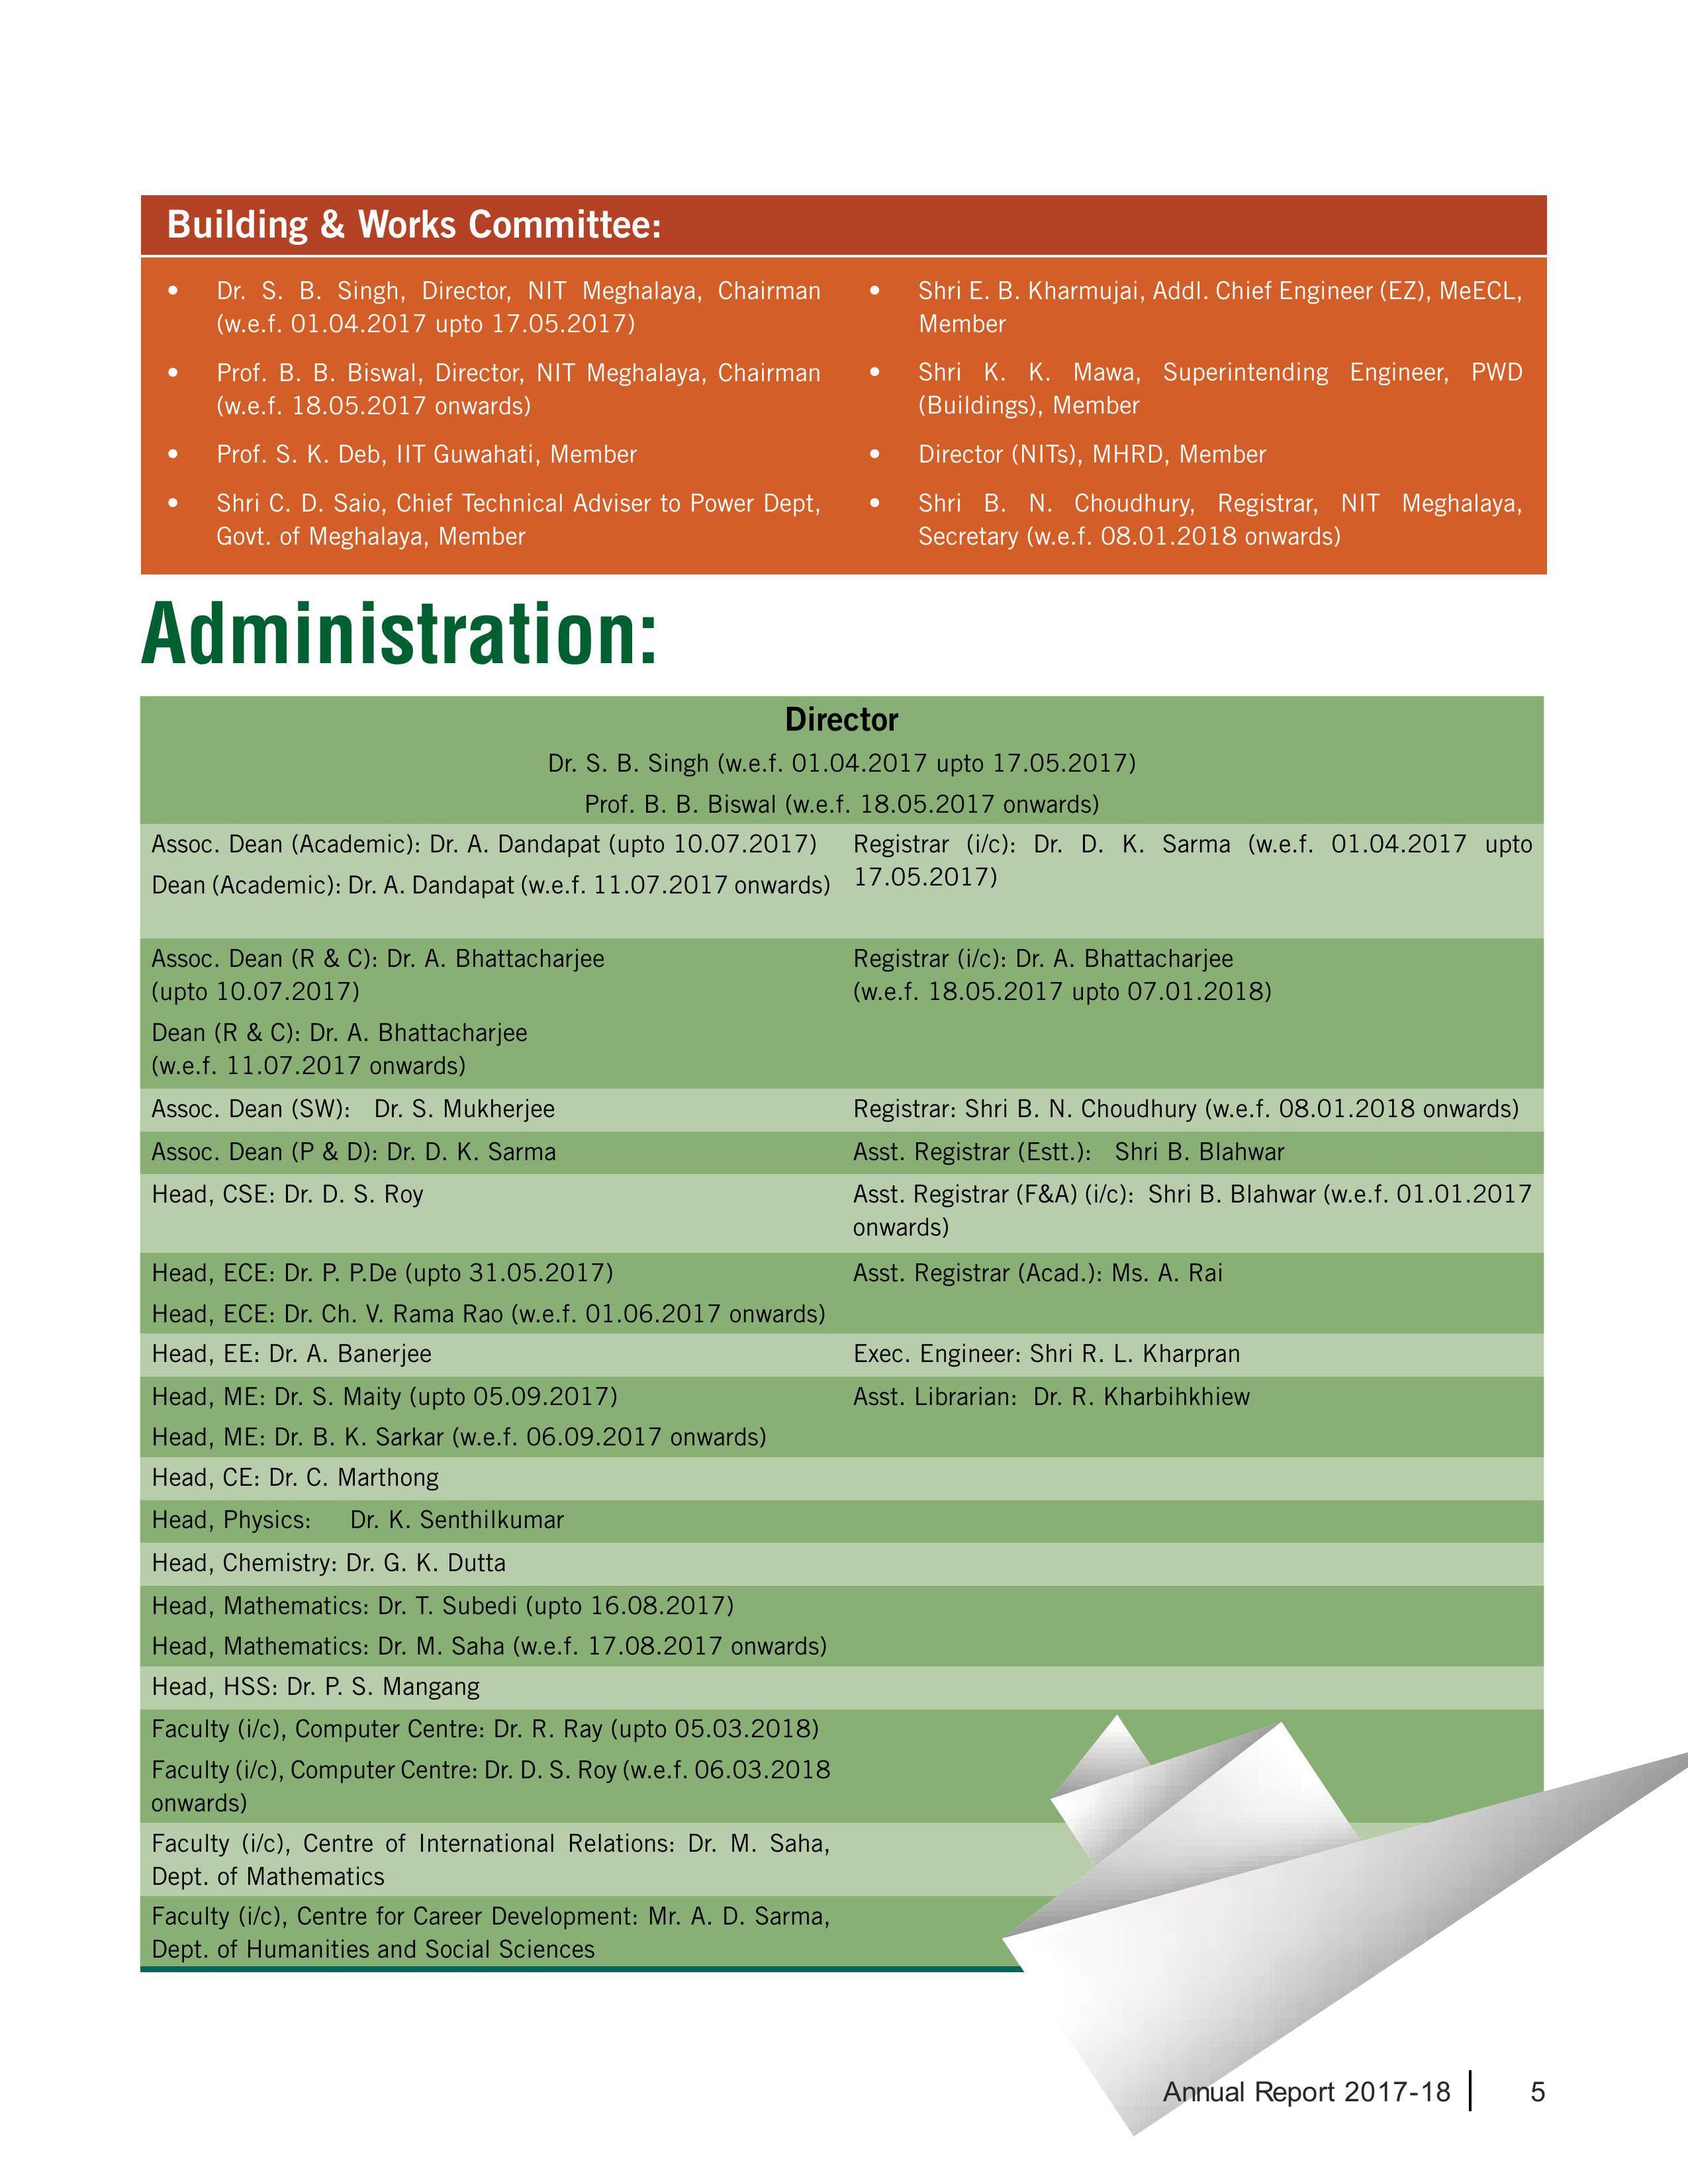 Building & Works Committee:
• Dr. S. B. Singh, Director, NIT Meghalaya, Chairman
(w.e.f. 01.04.2017 upto 17.05.2017)
• Prof. B. B. Biswal, Director, NIT Meghalaya, Chairman
(w.e.f. 18.05.2017 onwards)
• Prof. S. K. Deb, IIT Guwahati, Member
• Shri C. D. Saio, Chief Technical Adviser to Power Dept,
Govt. of Meghalaya, Member
• Shri E. B. Kharmujai, Addl. Chief Engineer (EZ), MeECL,
Member
• Shri K. K. Mawa, Superintending Engineer, PWD
(Buildings), Member
• Director (NITs), MHRD, Member
• Shri B. N. Choudhury, Registrar, NIT Meghalaya,
Secretary (w.e.f. 08.01.2018 onwards)
Administration:
Director
Dr. S. B. Singh (w.e.f. 01.04.2017 upto 17.05.2017)
Prof. B. B. Biswal (w.e.f. 18.05.2017 onwards)
Assoc. Dean (Academic): Dr. A. Dandapat (upto 10.07.2017)
Dean (Academic): Dr. A. Dandapat (w.e.f. 11.07.2017 onwards)
Registrar (i/c): Dr. D. K. Sarma (w.e.f. 01.04.2017 upto
17.05.2017)
Assoc. Dean (R & C): Dr. A. Bhattacharjee
(upto 10.07.2017)
Dean (R & C): Dr. A. Bhattacharjee
(w.e.f. 11.07.2017 onwards)
Registrar (i/c): Dr. A. Bhattacharjee
(w.e.f. 18.05.2017 upto 07.01.2018)
Assoc. Dean (SW): Dr. S. Mukherjee
Registrar: Shri B. N. Choudhury (w.e.f. 08.01.2018 onwards)
Assoc. Dean (P & D): Dr. D. K. Sarma
Asst. Registrar (Estt.): Shri B. Blahwar
Head, CSE: Dr. D. S. Roy
Asst. Registrar (F&A) (i/c): Shri B. Blahwar (w.e.f. 01.01.2017
onwards)
Head, ECE: Dr. P. P.De (upto 31.05.2017)
Head, ECE: Dr. Ch. V. Rama Rao (w.e.f. 01.06.2017 onwards)
Asst. Registrar (Acad.): Ms. A. Rai
Head, EE: Dr. A. Banerjee
Exec. Engineer: Shri R. L. Kharpran
Head, ME: Dr. S. Maity (upto 05.09.2017)
Head, ME: Dr. B. K. Sarkar (w.e.f. 06.09.2017 onwards)
Asst. Librarian: Dr. R. Kharbihkhiew
Head, CE: Dr. C. Marthong
Head, Physics: Dr. K. Senthilkumar
Head, Chemistry: Dr. G. K. Dutta
Head, Mathematics: Dr. T. Subedi (upto 16.08.2017)
Head, Mathematics: Dr. M. Saha (w.e.f. 17.08.2017 onwards)
Head, HSS: Dr. P. S. Mangang
Faculty (i/c), Computer Centre: Dr. R. Ray (upto 05.03.2018)
Faculty (i/c), Computer Centre: Dr. D. S. Roy (w.e.f. 06.03.2018
onwards)
Faculty (i/c), Centre of International Relations: Dr. M. Saha,
Dept. of Mathematics
Faculty (i/c), Centre for Career Development: Mr. A. D. Sarma,
Dept. of Humanities and Social Sciences
Annual Report 2017-18 | 5